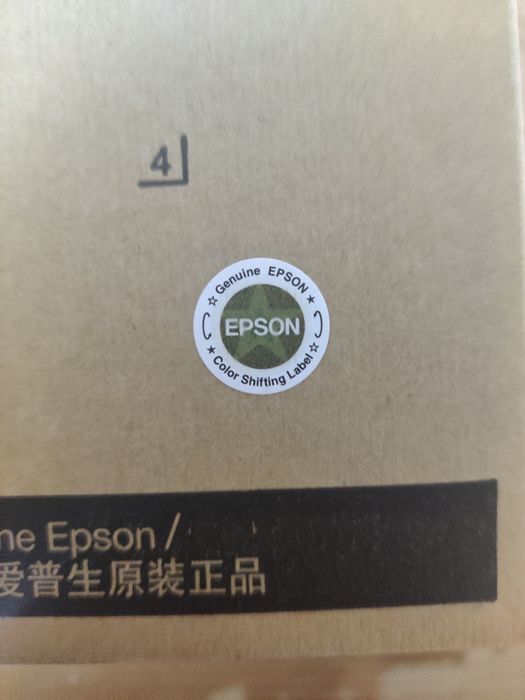 4
☆ Genuine EPSON ★
EPSON
★ Color Shifting Label ☆
ne Epson /
爱普生原装正品